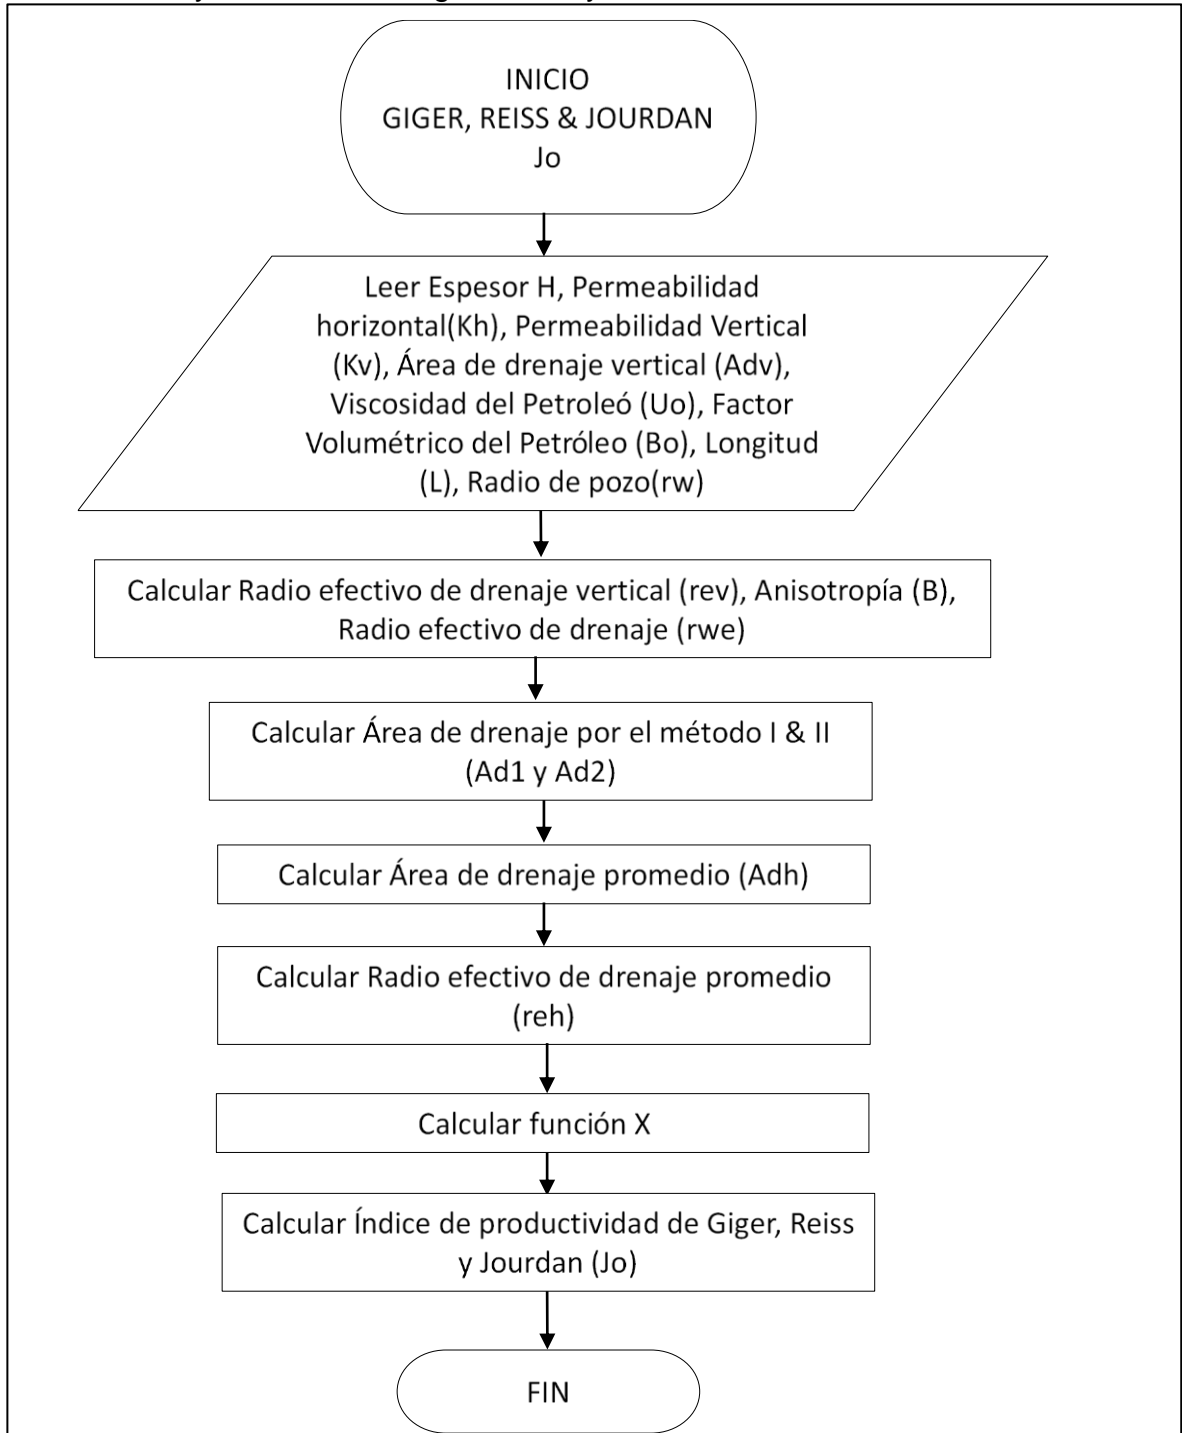 INICIO
GIGER, REISS & JOURDAN
Jo
Leer Espesor H, Permeabilidad
horizontal(Kh), Permeabilidad Vertical
(Kv), Área de drenaje vertical (Adv),
Viscosidad del Petroleó (Uo), Factor
Volumétrico del Petróleo (Bo), Longitud
(L), Radio de pozo(rw)
Calcular Radio efectivo de drenaje vertical (rev), Anisotropía (B),
Radio efectivo de drenaje (rwe)
Calcular Área de drenaje por el método I & II
(Ad1 y Ad2)
Calcular Área de drenaje promedio (Adh)
Calcular Radio efectivo de drenaje promedio
(reh)
Calcular función X
Calcular Índice de productividad de Giger, Reiss
y Jourdan (Jo)
FIN